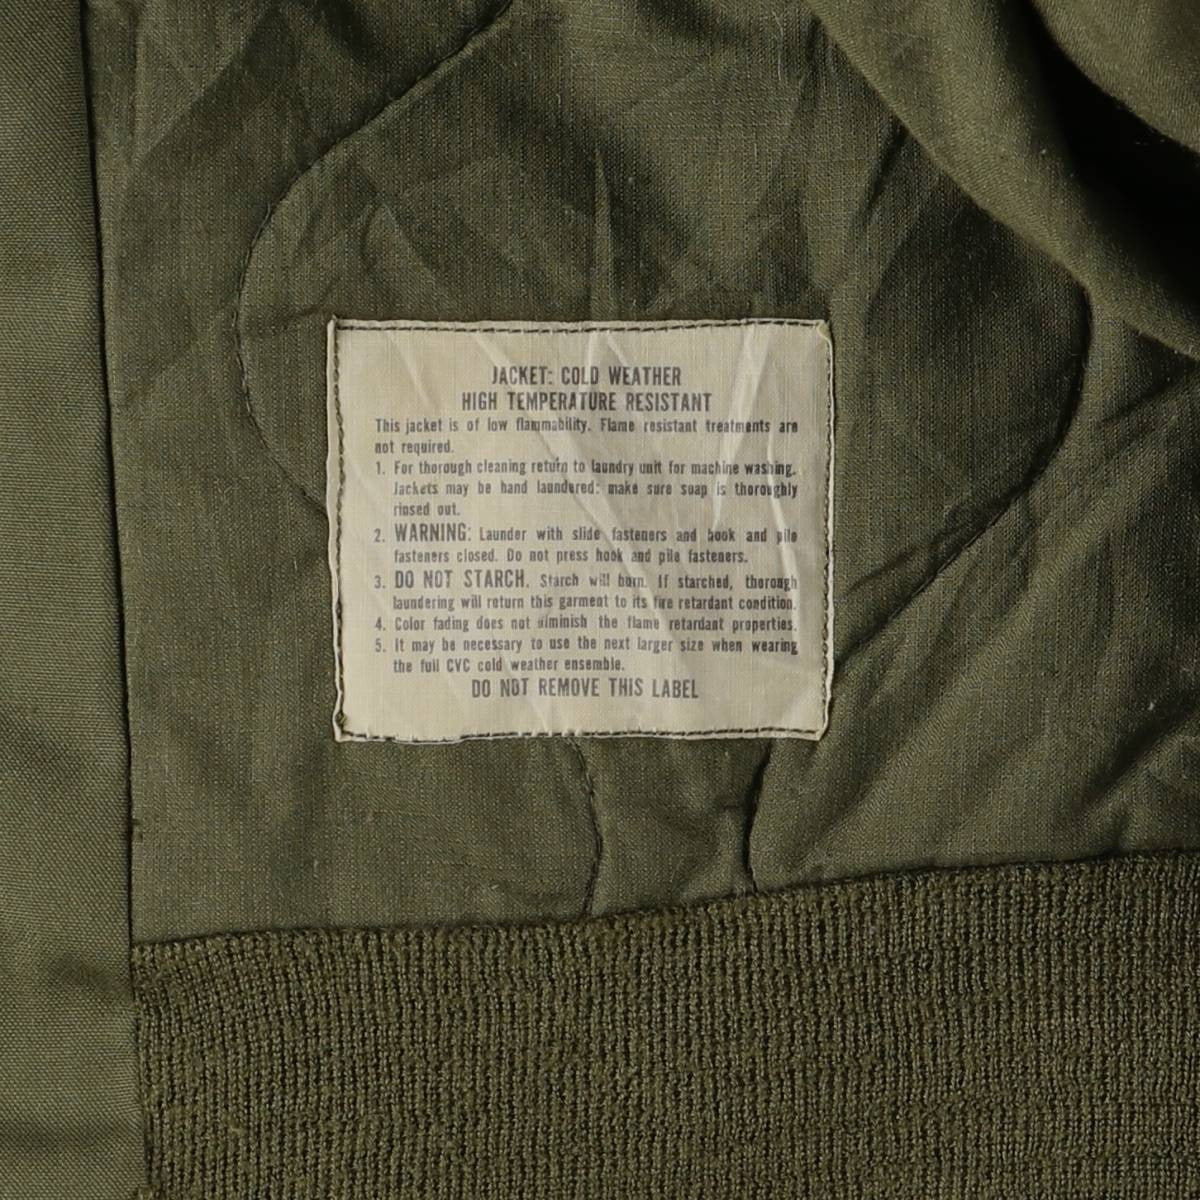 JACKET: COLD WEATHER
HIGH TEMPERATURE RESISTANT
This jacket is of low flammability. Flame resistant treatments are
not required.
1. For thorough cleaning return to laundry unit for machine washing.
Jackets may be hand laundered: make sure soap is thoroughly
rinsed out.
2. WARNING: Launder with slide fasteners and hook and pile
fasteners closed. Do not press hook and pile fasteners.
3. DO NOT STARCH. Starch will burn. If starched, thorough
laundering will return this garment to its fire retardant condition.
4. Color fading does not diminish the flame retardant properties.
5. It may be necessary to use the next larger size when wearing
the full CVC cold weather ensemble.
DO NOT REMOVE THIS LABEL